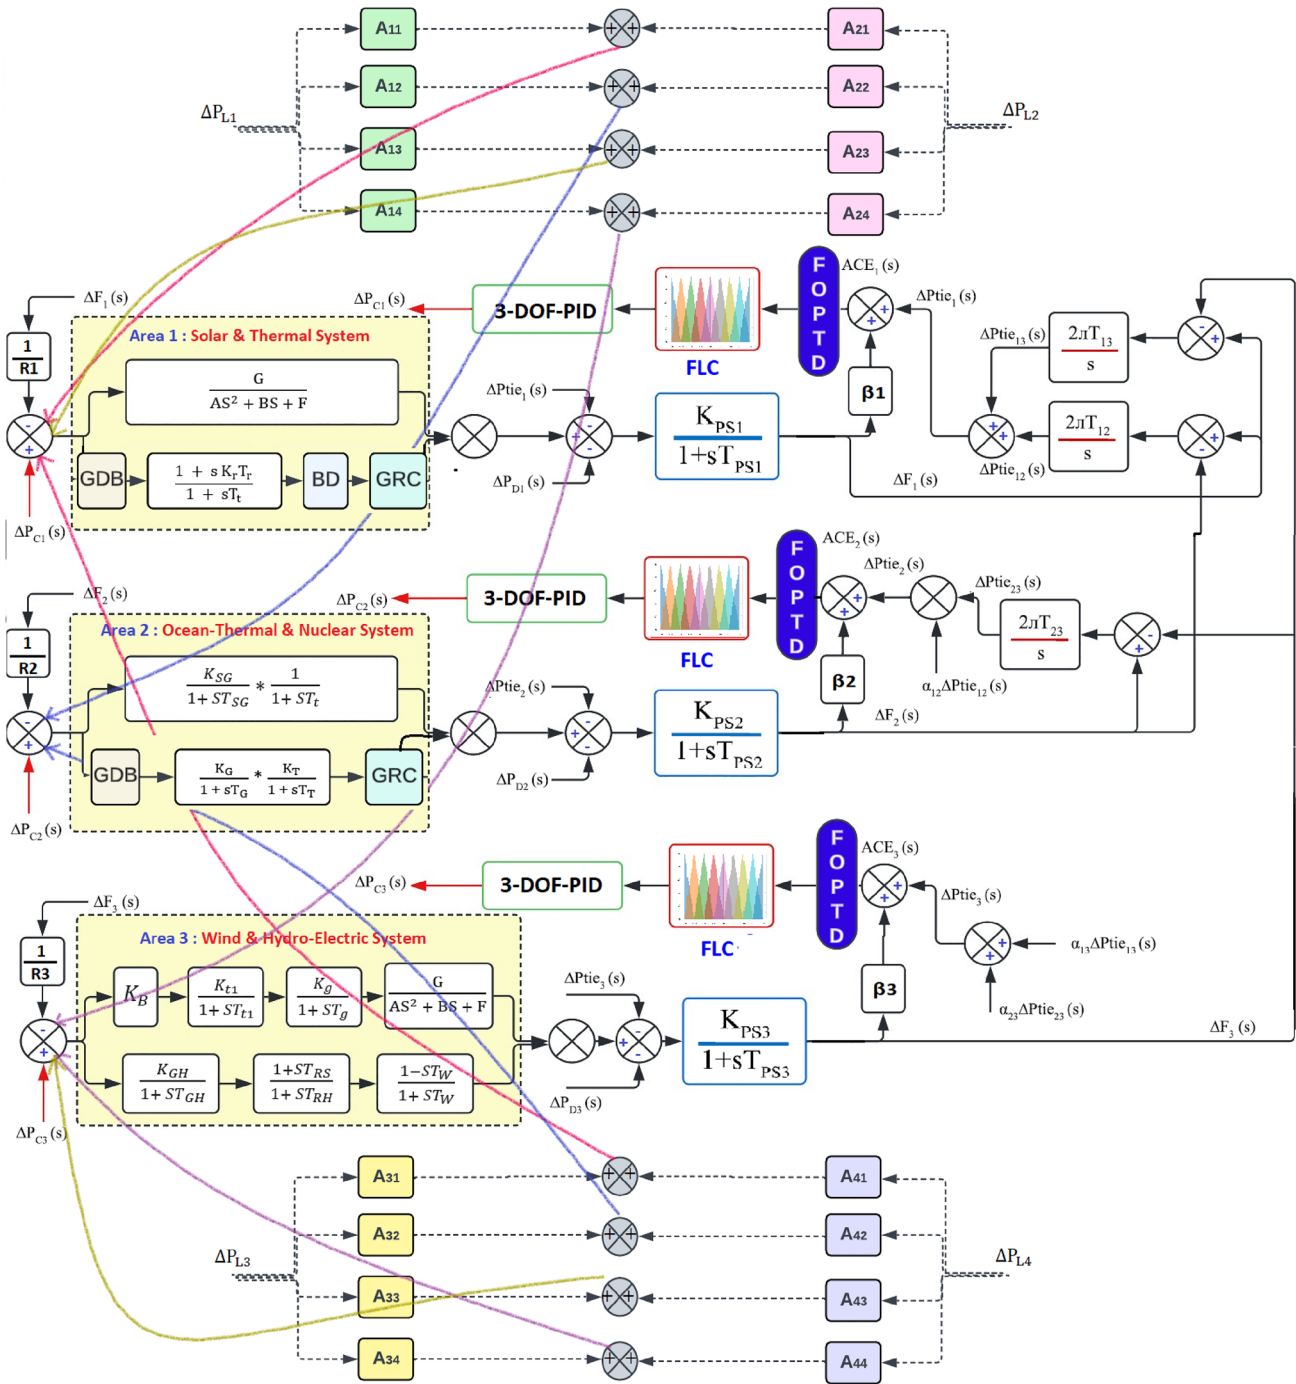 A11
A21
A12
A22
ΔPL1
ΔPL2
A13
A23
A14
A24
ΔF1(s)
ΔPC1(s)
3-DOF-PID
FLC
FOPTD
ACE1(s)
ΔPtie1(s)
ΔPtie13(s)
2πT13
s
1
R1
Area 1 : Solar & Thermal System
G
AS² + BS + F
β1
ΔPtie1(s)
KPS1
1+sTPS1
2πT12
s
ΔPtie12(s)
GDB
1 + s KrTr
1 + sTt
BD
GRC
ΔPD1(s)
ΔF1(s)
ΔPC1(s)
ΔF2(s)
ΔPC2(s)
3-DOF-PID
FLC
FOPTD
ACE2(s)
ΔPtie2(s)
ΔPtie23(s)
2πT23
s
1
R2
Area 2 : Ocean-Thermal & Nuclear System
KSG
1+STSG
*
1
1+STt
β2
α12ΔPtie12(s)
ΔPtie2(s)
KPS2
1+sTPS2
ΔF2(s)
GDB
KG
1 + sTG
*
KT
1 + sTT
GRC
ΔPD2(s)
ΔPC2(s)
ΔF3(s)
ΔPC3(s)
3-DOF-PID
FLC
FOPTD
ACE3(s)
ΔPtie3(s)
α13ΔPtie13(s)
1
R3
Area 3 : Wind & Hydro-Electric System
KB
Kt1
1+ STt1
Kg
1+ STg
G
AS² + BS + F
β3
α23ΔPtie23(s)
ΔPtie3(s)
KPS3
1+sTPS3
ΔF3(s)
KGH
1+ STGH
1+STRS
1+ STRH
1-STW
1+ STW
ΔPD3(s)
ΔPC3(s)
A31
A41
A32
A42
ΔPL3
ΔPL4
A33
A43
A34
A44